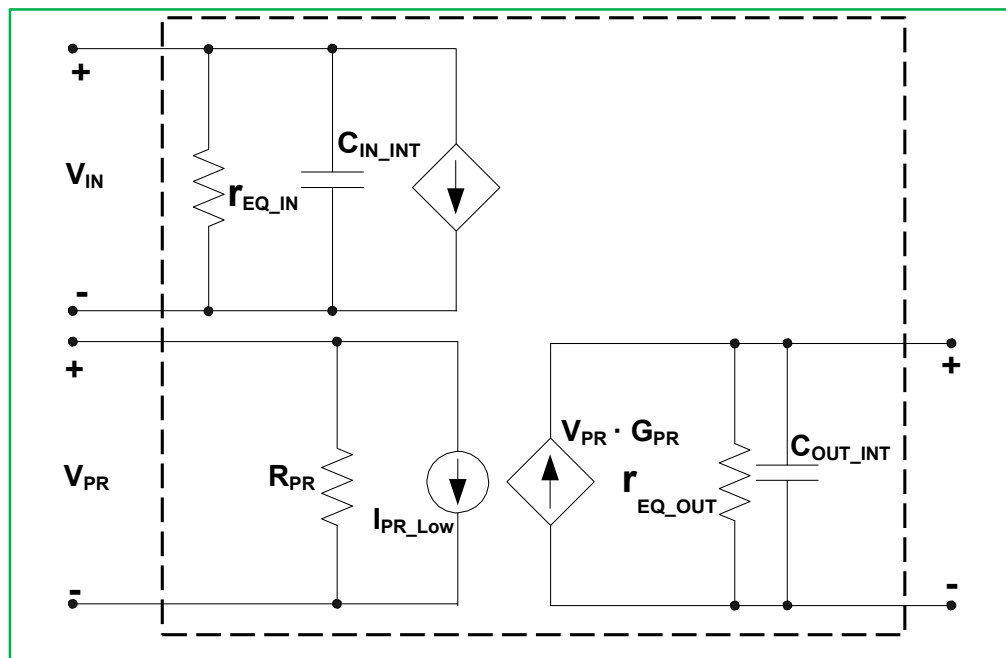 +
V_IN
-
r_EQ_IN
C_IN_INT
+
V_PR
-
R_PR
I_PR_Low
V_PR · G_PR
r_EQ_OUT
C_OUT_INT
+
-